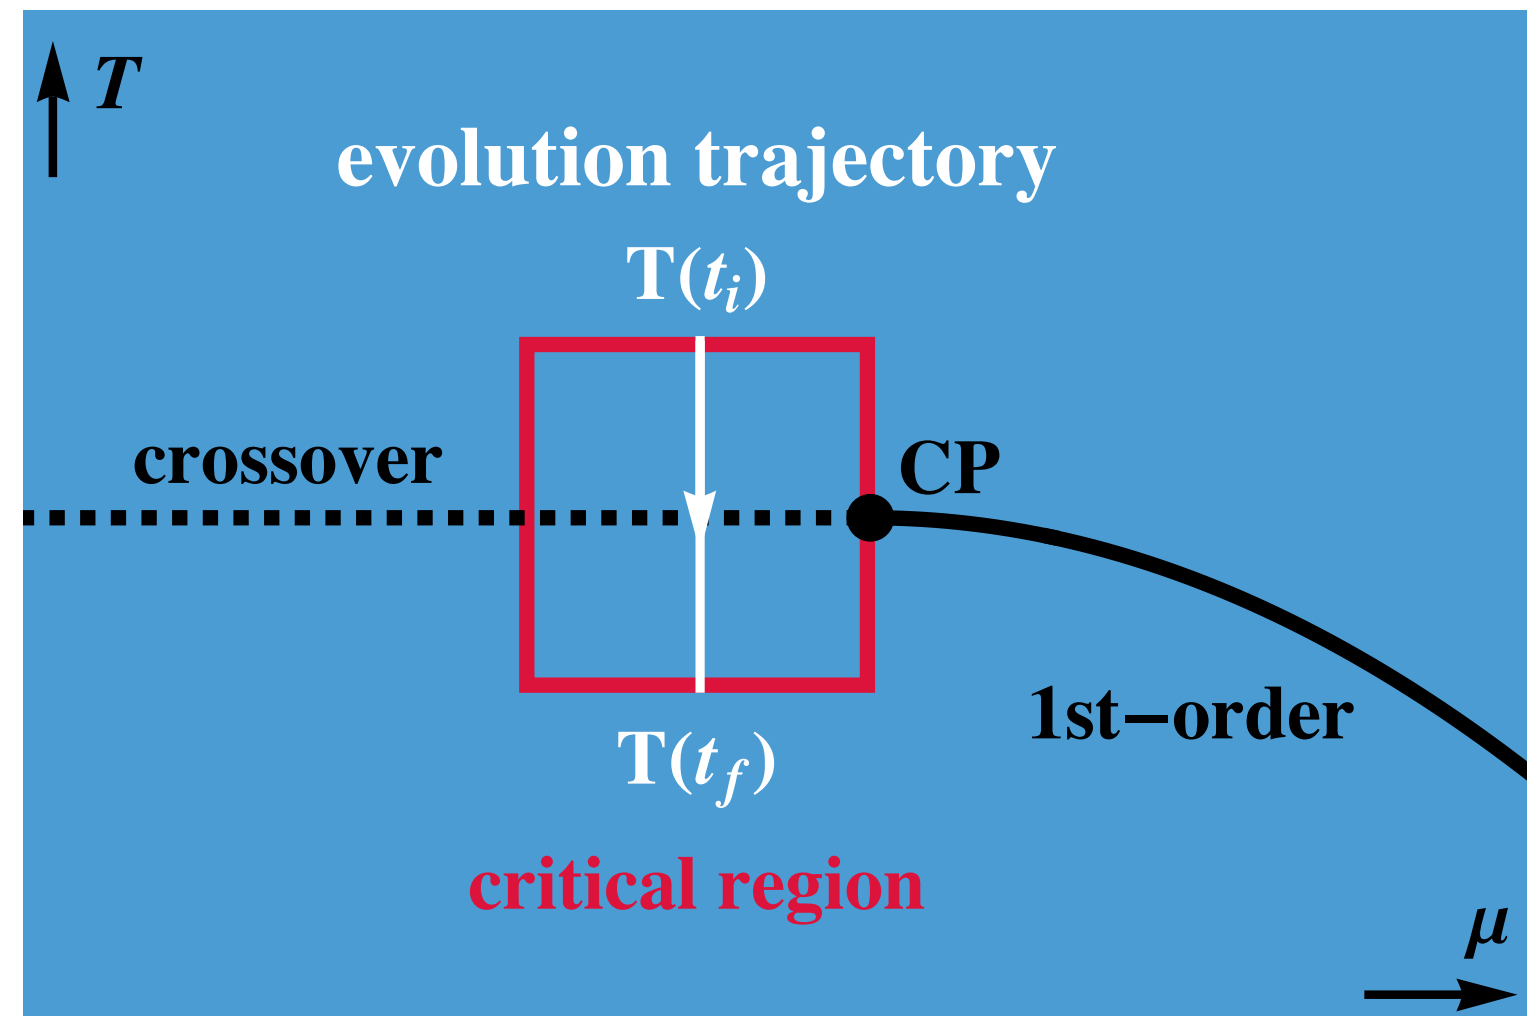 T
evolution trajectory
T(t_i)
crossover
CP
1st−order
T(t_f)
critical region
μ